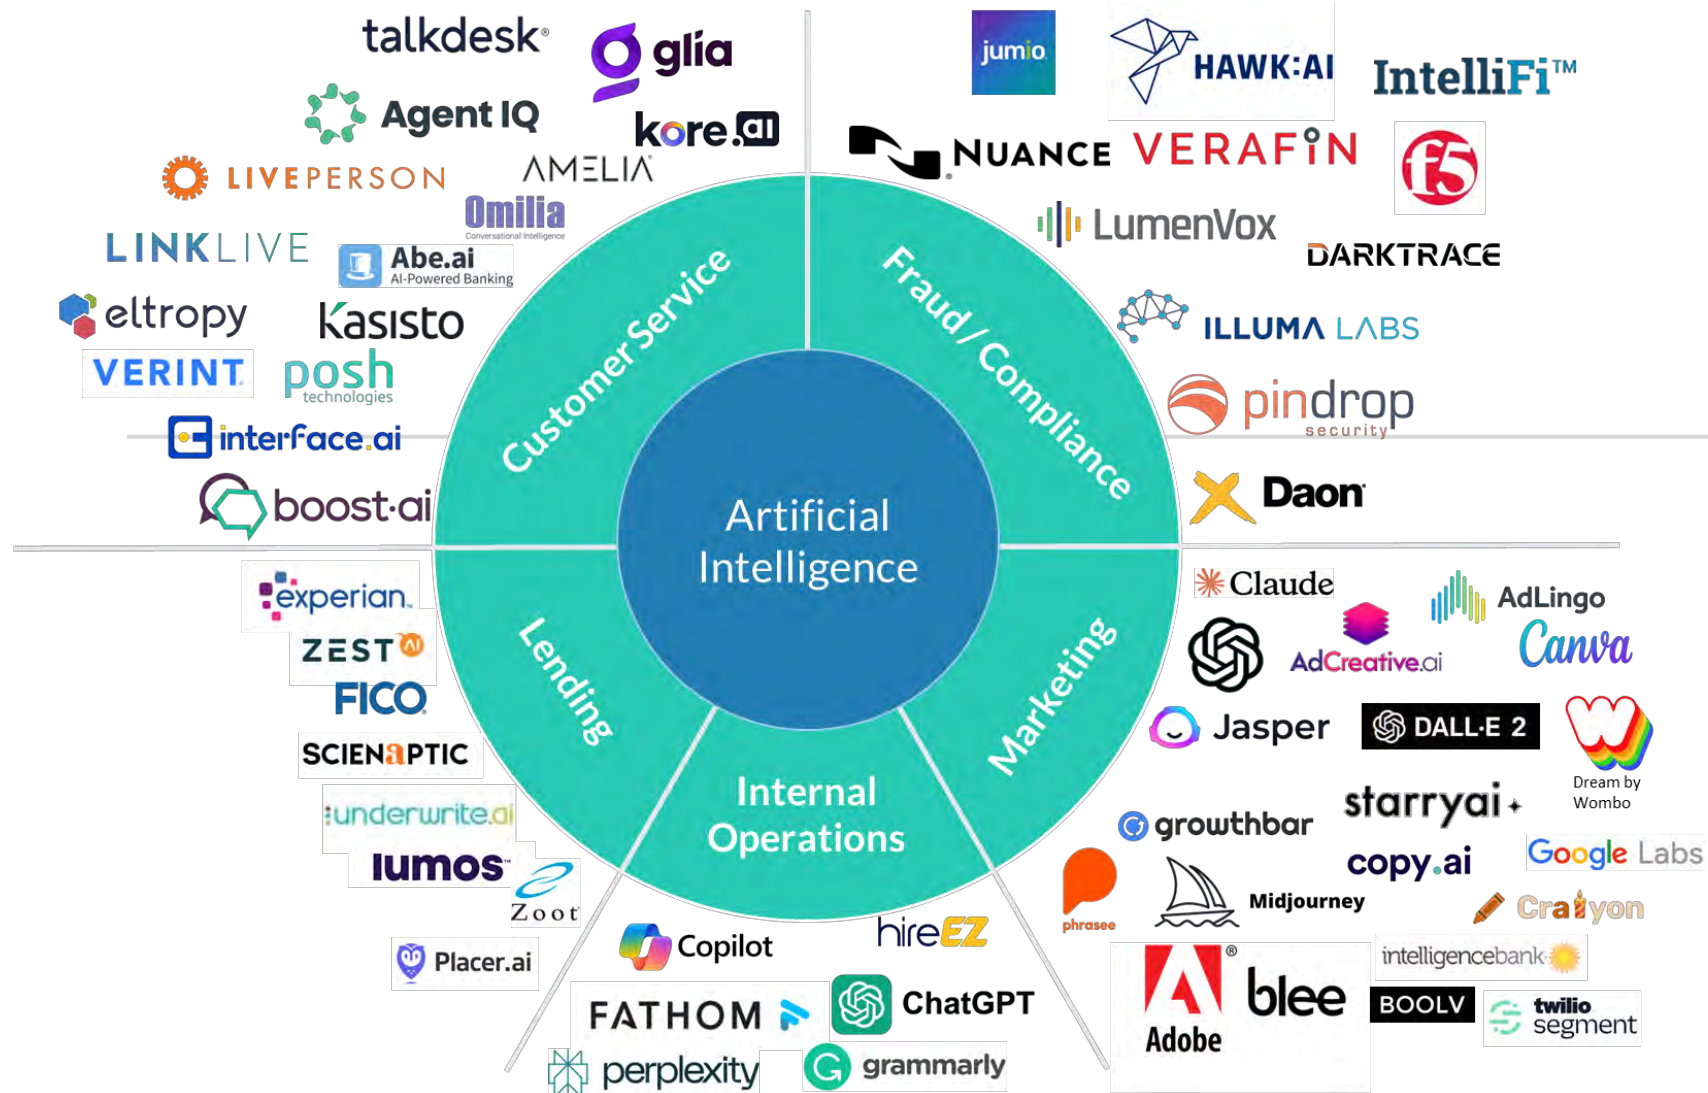 talkdesk®
glia
Agent IQ
kore.ai
LIVEPERSON
AMELIA
Omilia
Conversational Intelligence
LINKLIVE
Abe.ai
AI-Powered Banking
eltropy
Kasisto
VERINT
posh
technologies
interface.ai
boost.ai
jumio
HAWK:AI
IntelliFi™
NUANCE
VERAFIN
f5
LumenVox
DARKTRACE
ILLUMA LABS
pindrop
security
Daon
Customer Service
Fraud / Compliance
Artificial
Intelligence
Lending
Internal
Operations
Marketing
experian™
ZEST AI
FICO
SCIENAPTIC
:underwrite.ai
lumos™
Zoot
Placer.ai
Copilot
hireEZ
FATHOM
ChatGPT
perplexity
grammarly
Claude
AdLingo
AdCreative.ai
Canva
Jasper
DALL·E 2
W
Dream by
Wombo
starryai
growthbar
copy.ai
Google Labs
phrasee
Midjourney
Craiyon
Adobe®
blee
intelligencebank
BOOLV
twilio
segment